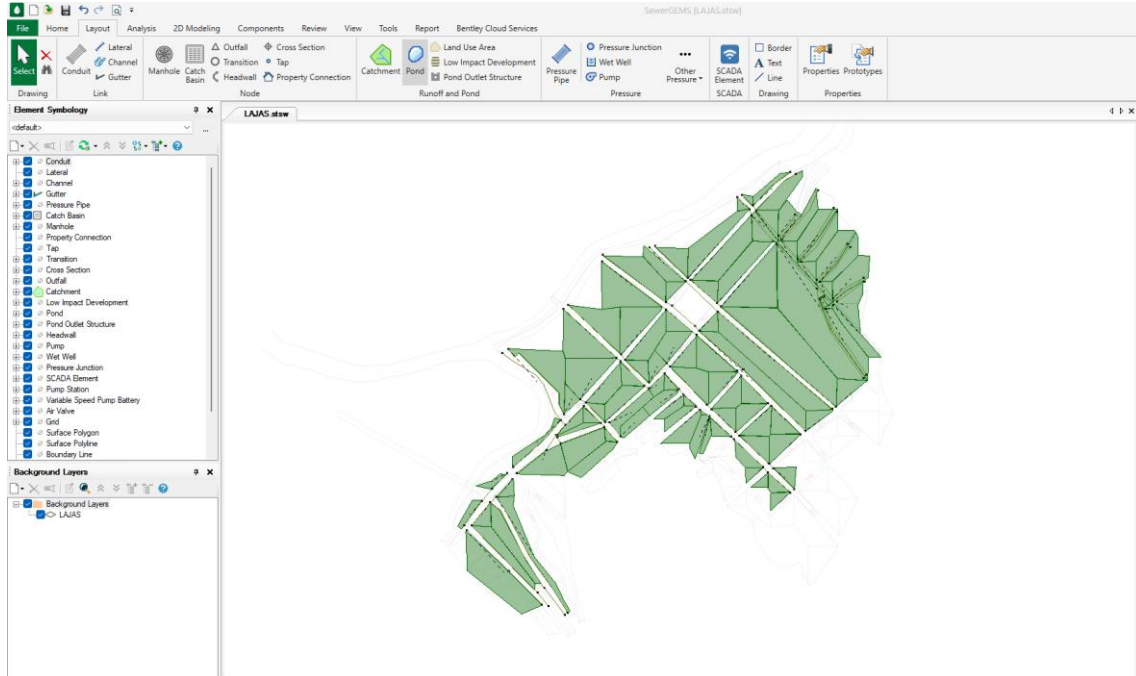 SewerGEMS [LAJAS.stsw]
File Home Layout Analysis 2D Modeling Components Review View Tools Report Bentley Cloud Services
Select
Drawing
Conduit
Lateral
Channel
Gutter
Link
Manhole
Catch Basin
Outfall
Transition
Headwall
Cross Section
Tap
Property Connection
Node
Catchment
Pond
Land Use Area
Low Impact Development
Pond Outlet Structure
Runoff and Pond
Pressure Pipe
Pressure Junction
Wet Well
Pump
Other Pressure
Pressure
SCADA Element
SCADA
Border
A Text
Line
Drawing
Properties
Prototypes
Properties
Element Symbology
<default>
...
Conduit
Lateral
Channel
Gutter
Pressure Pipe
Catch Basin
Manhole
Property Connection
Tap
Transition
Cross Section
Outfall
Catchment
Low Impact Development
Pond
Pond Outlet Structure
Headwall
Pump
Wet Well
Pressure Junction
SCADA Element
Pump Station
Variable Speed Pump Battery
Air Valve
Grid
Surface Polygon
Surface Polyline
Boundary Line
Background Layers
Background Layers
LAJAS
LAJAS.stsw